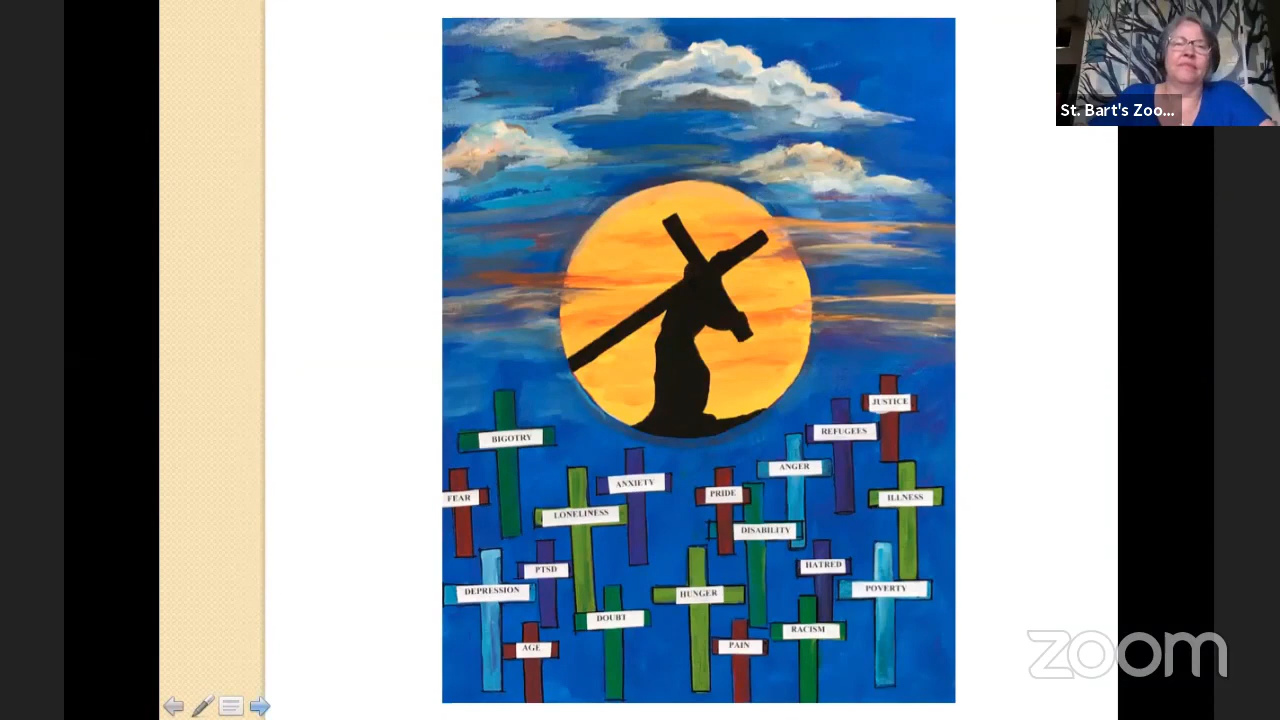 St. Bart's Zoo...
JUSTICE
REFUGEES
BIGOTRY
ANGER
ANXIETY
PRIDE
FEAR
ILLNESS
LONELINESS
DISABILITY
HATRED
PTSD
DEPRESSION
POVERTY
HUNGER
DOUBT
RACISM
AGE
PAIN
zoom